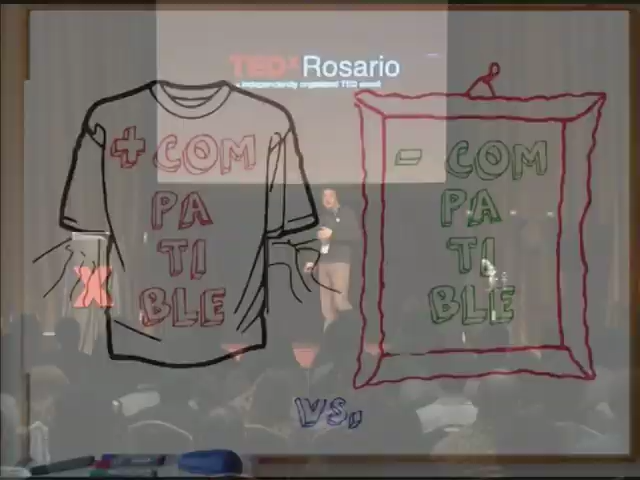 TEDxRosario
x = independently organized TED event
+ COM
PA
TI
BLE
- COM
PA
TI
BLE
VS.
X